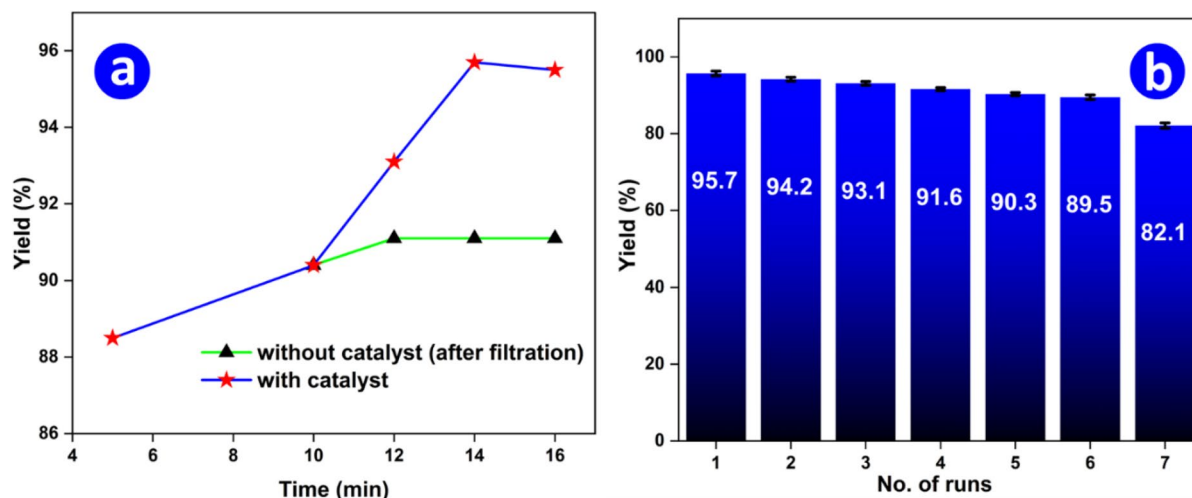 a
Yield (%)
96
94
92
90
88
86
without catalyst (after filtration)
with catalyst
4 6 8 10 12 14 16
Time (min)
b
Yield (%)
100
80
60
40
20
0
95.7 94.2 93.1 91.6 90.3 89.5 82.1
1 2 3 4 5 6 7
No. of runs